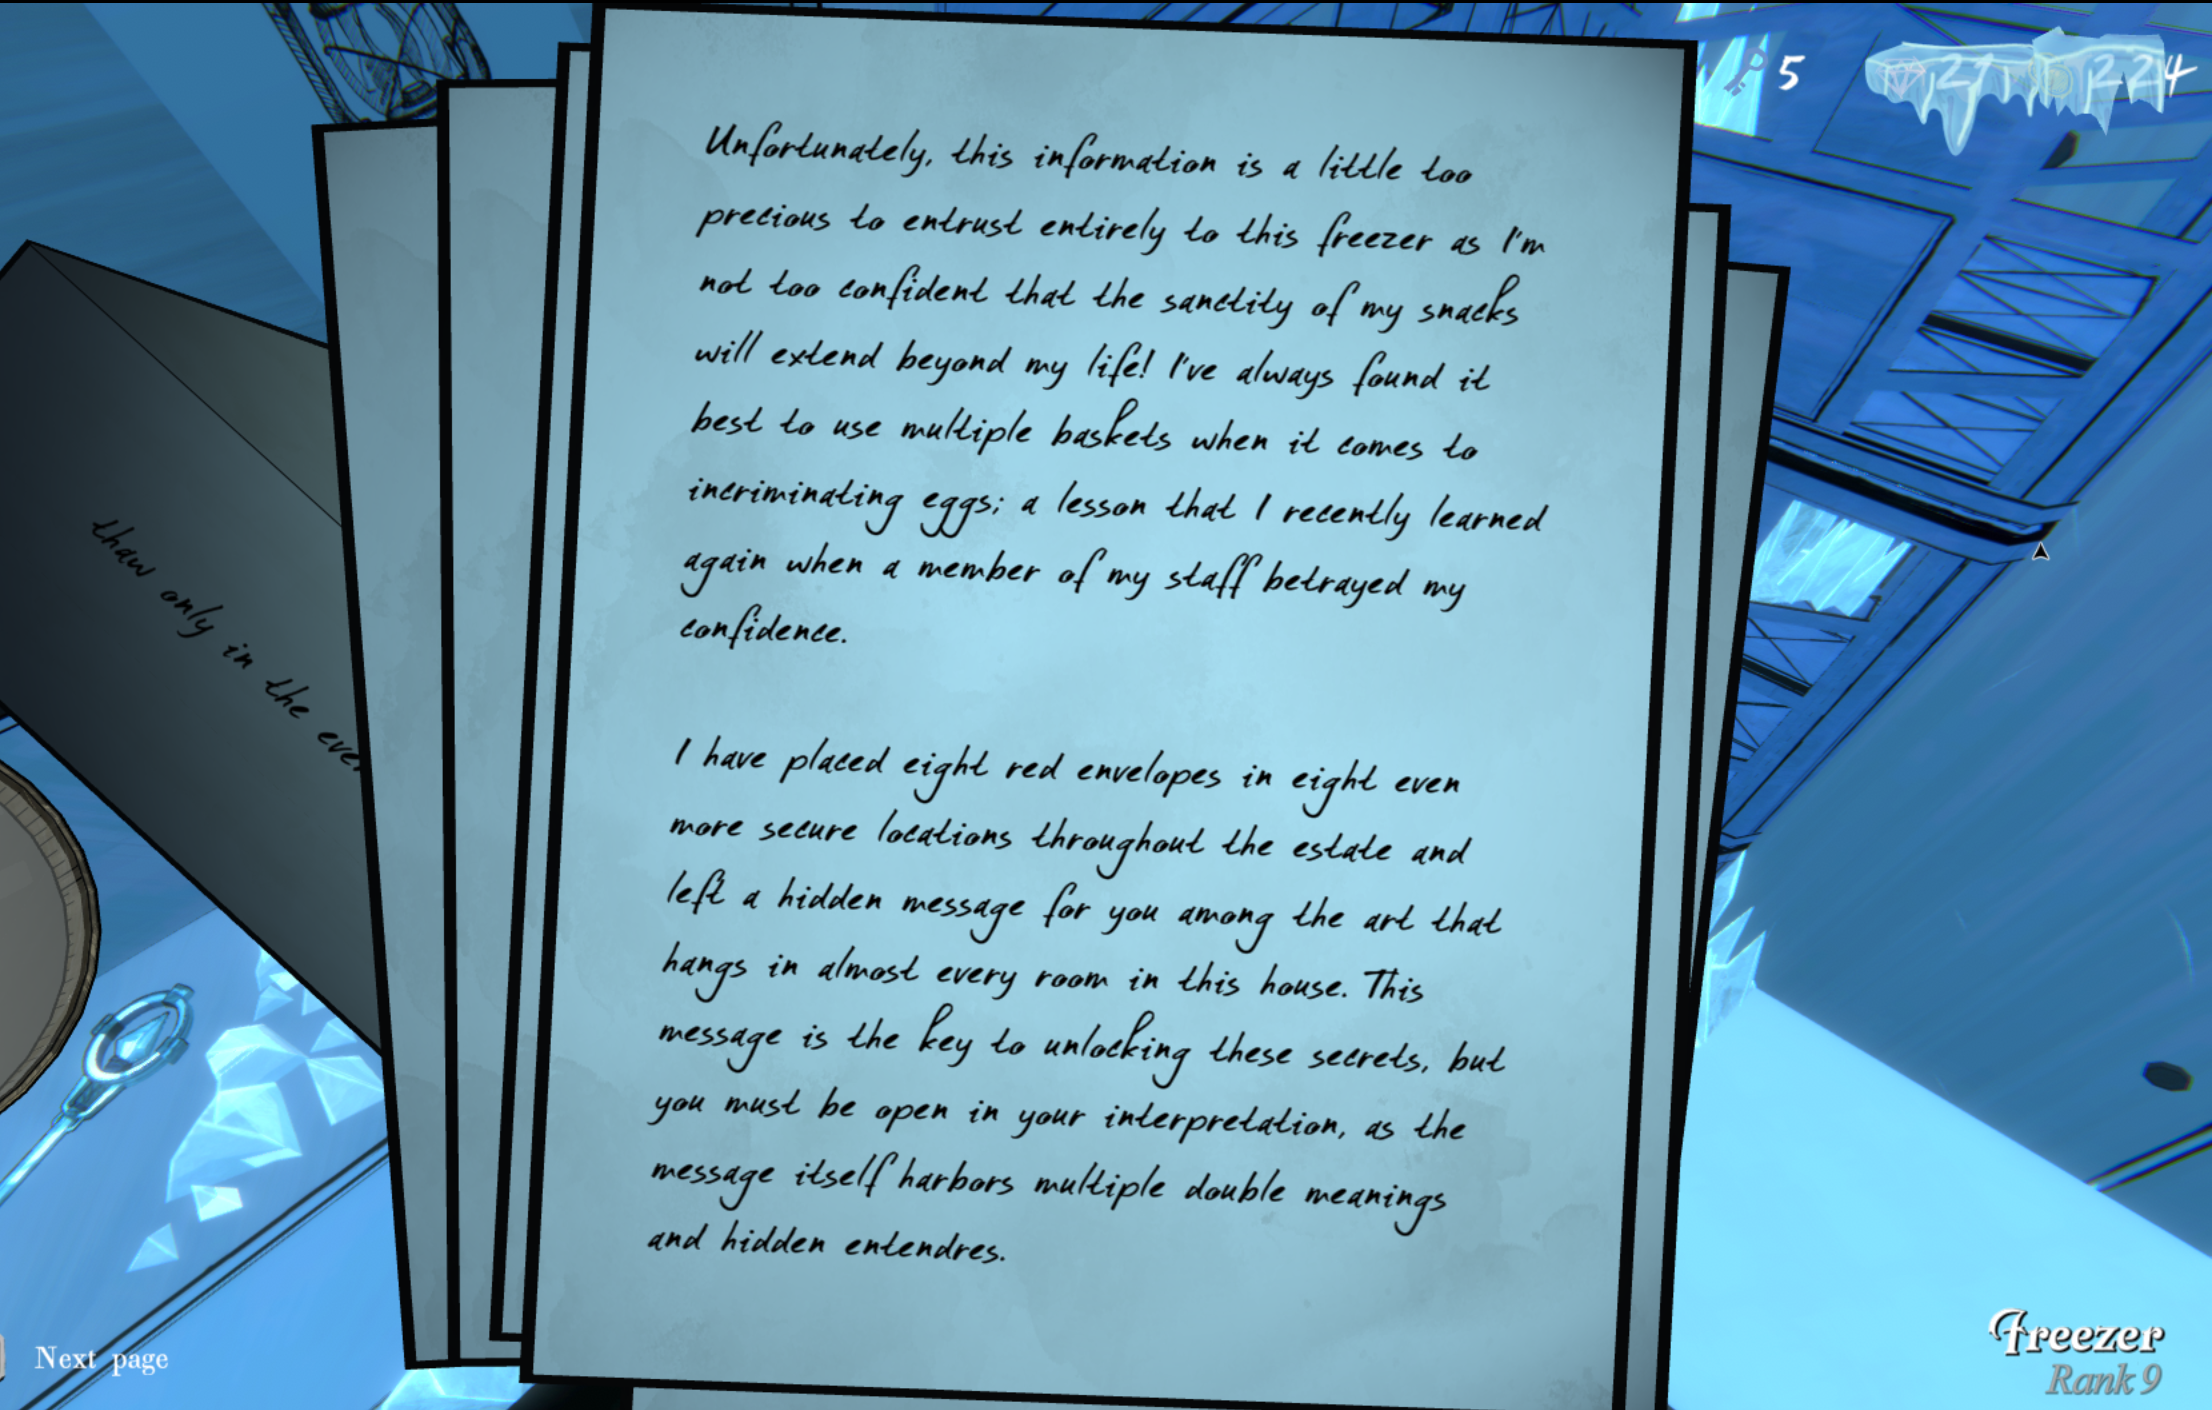 5
224
Unfortunately, this information is a little too
precious to entrust entirely to this freezer as I'm
not too confident that the sanctity of my snacks
will extend beyond my life! I've always found it
best to use multiple baskets when it comes to
incriminating eggs; a lesson that I recently learned
again when a member of my staff betrayed my
confidence.
I have placed eight red envelopes in eight even
more secure locations throughout the estate and
left a hidden message for you among the art that
hangs in almost every room in this house. This
message is the key to unlocking these secrets, but
you must be open in your interpretation, as the
message itself harbors multiple double meanings
and hidden entendres.
thaw only in the
Next page
Freezer
Rank 9